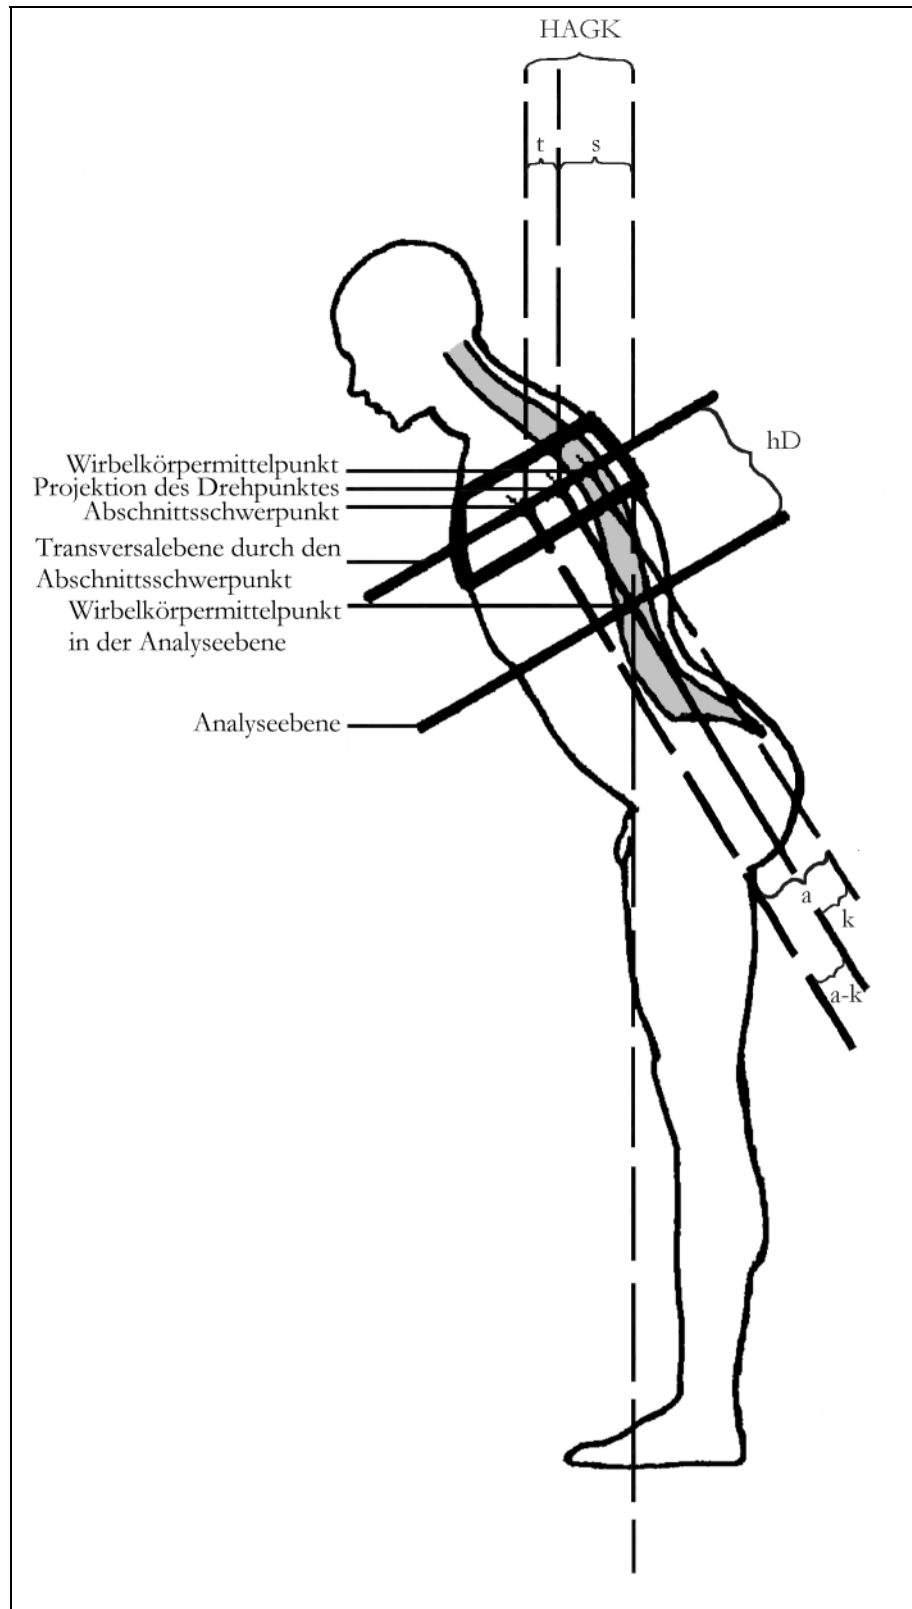 HAGK
t
s
hD
Wirbelkörpermittelpunkt
Projektion des Drehpunktes
Abschnittsschwerpunkt
Transversalebene durch den
Abschnittsschwerpunkt
Wirbelkörpermittelpunkt
in der Analyseebene
Analyseebene
a
k
a-k